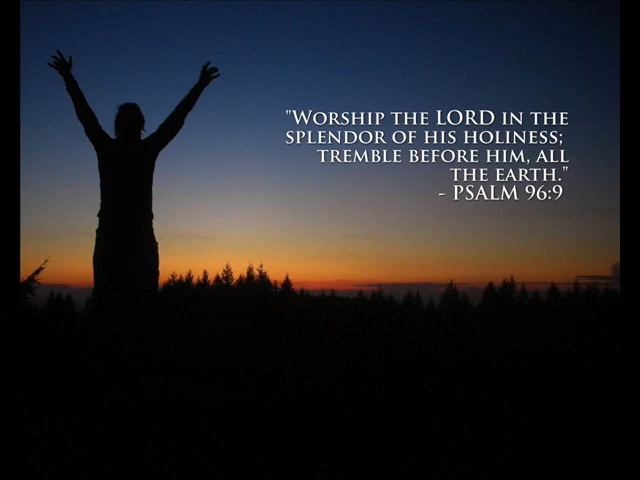 "Worship the LORD in the
splendor of his holiness;
tremble before him, all
the earth."
- PSALM 96:9